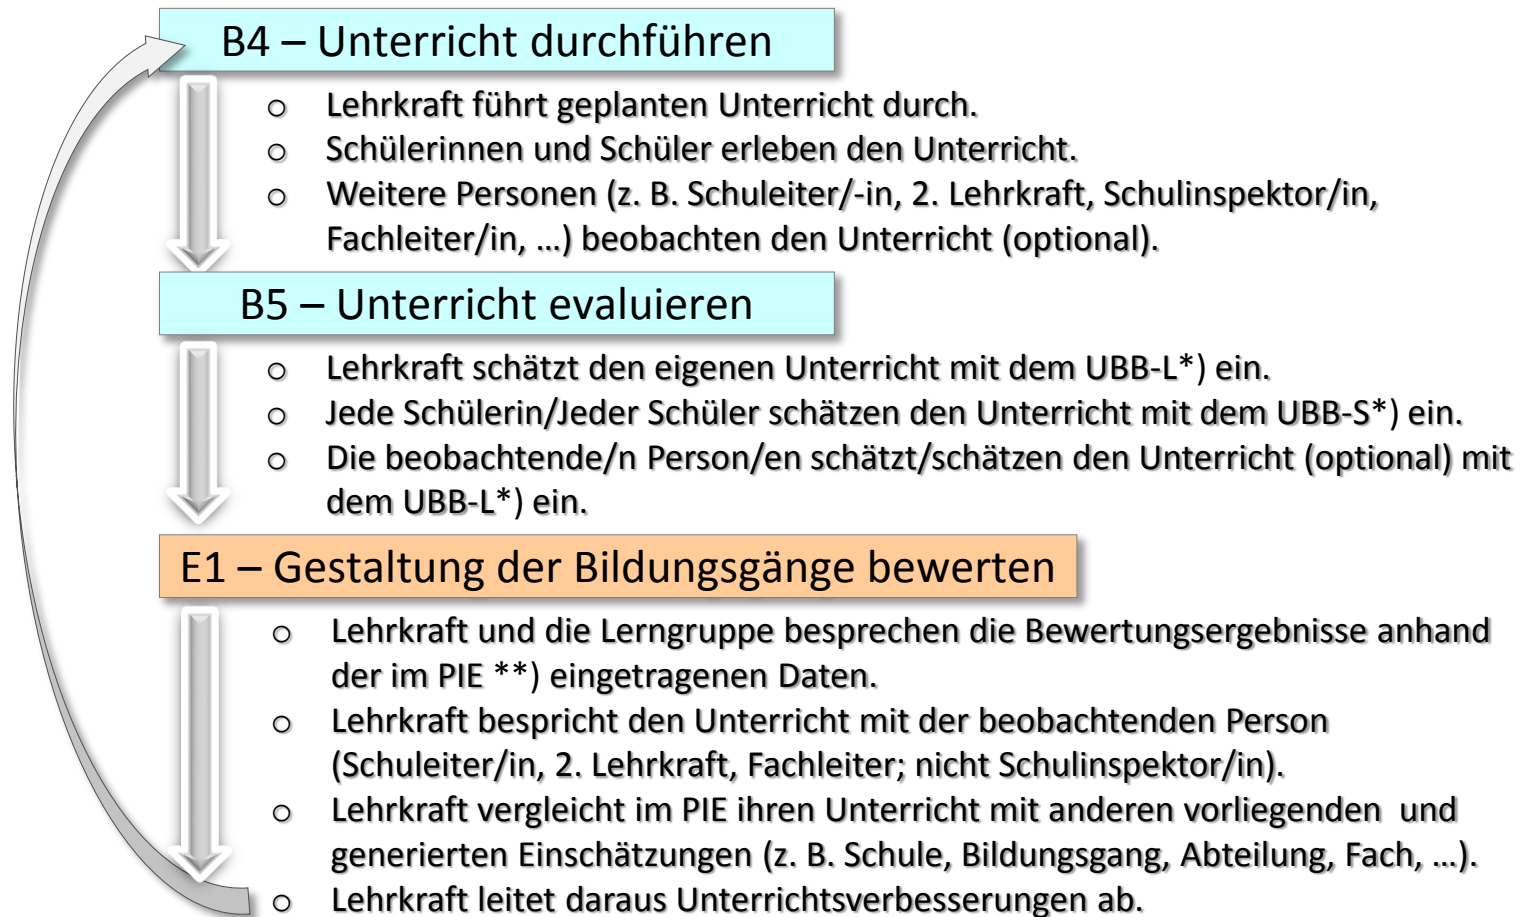 B4 – Unterricht durchführen
o Lehrkraft führt geplanten Unterricht durch.
o Schülerinnen und Schüler erleben den Unterricht.
o Weitere Personen (z. B. Schuleiter/-in, 2. Lehrkraft, Schulinspektor/in,
Fachleiter/in, …) beobachten den Unterricht (optional).
B5 – Unterricht evaluieren
o Lehrkraft schätzt den eigenen Unterricht mit dem UBB-L*) ein.
o Jede Schülerin/Jeder Schüler schätzen den Unterricht mit dem UBB-S*) ein.
o Die beobachtende/n Person/en schätzt/schätzen den Unterricht (optional) mit
dem UBB-L*) ein.
E1 – Gestaltung der Bildungsgänge bewerten
o Lehrkraft und die Lerngruppe besprechen die Bewertungsergebnisse anhand
der im PIE **) eingetragenen Daten.
o Lehrkraft bespricht den Unterricht mit der beobachtenden Person
(Schuleiter/in, 2. Lehrkraft, Fachleiter; nicht Schulinspektor/in).
o Lehrkraft vergleicht im PIE ihren Unterricht mit anderen vorliegenden und
generierten Einschätzungen (z. B. Schule, Bildungsgang, Abteilung, Fach, …).
o Lehrkraft leitet daraus Unterrichtsverbesserungen ab.